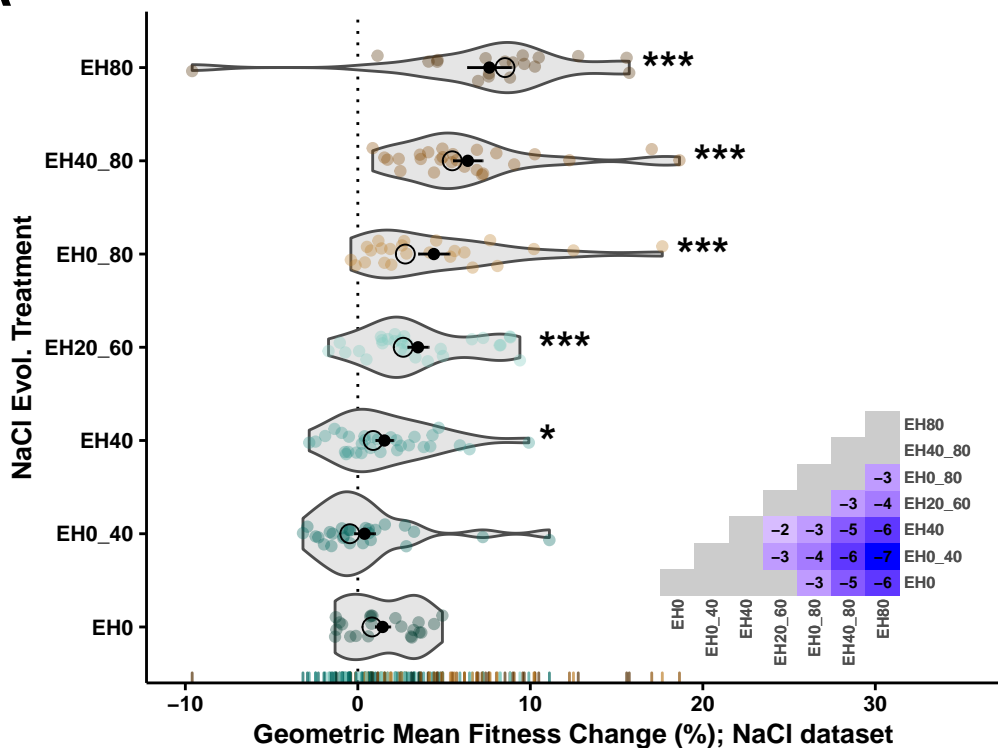 EH80
***
EH40_80
***
EH0_80
***
EH20_60
***
EH40
*
EH0_40
EH0
NaCl Evol. Treatment
−10 0 10 20 30
Geometric Mean Fitness Change (%); NaCl dataset
EH80
EH40_80
−3 EH0_80
−3 −4 EH20_60
−2 −3 −5 −6 EH40
−3 −4 −6 −7 EH0_40
−3 −5 −6 EH0
EH0
EH0_40
EH40
EH20_60
EH0_80
EH40_80
EH80